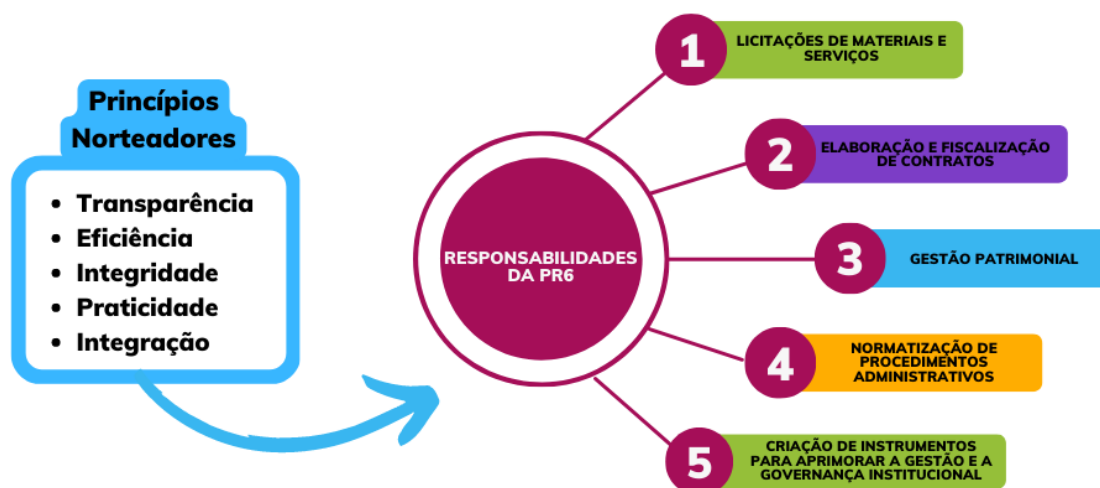 Princípios
Norteadores
• Transparência
• Eficiência
• Integridade
• Praticidade
• Integração
RESPONSABILIDADES
DA PR6
1
LICITAÇÕES DE MATERIAIS E
SERVIÇOS
2
ELABORAÇÃO E FISCALIZAÇÃO
DE CONTRATOS
3
GESTÃO PATRIMONIAL
4
NORMATIZAÇÃO DE
PROCEDIMENTOS
ADMINISTRATIVOS
5
CRIAÇÃO DE INSTRUMENTOS
PARA APRIMORAR A GESTÃO E A
GOVERNANÇA INSTITUCIONAL